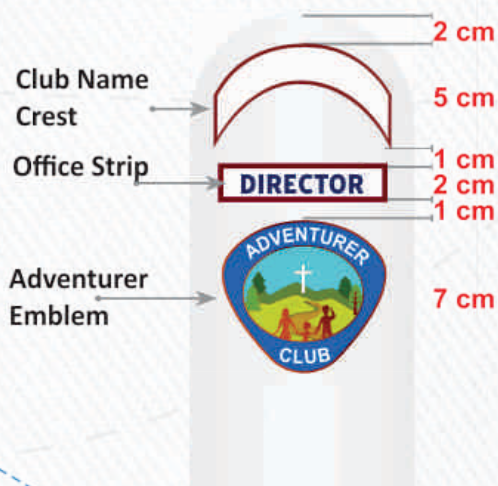 2 cm
Club Name
Crest
5 cm
1 cm
Office Strip
DIRECTOR
2 cm
1 cm
ADVENTURER
CLUB
Adventurer
Emblem
7 cm